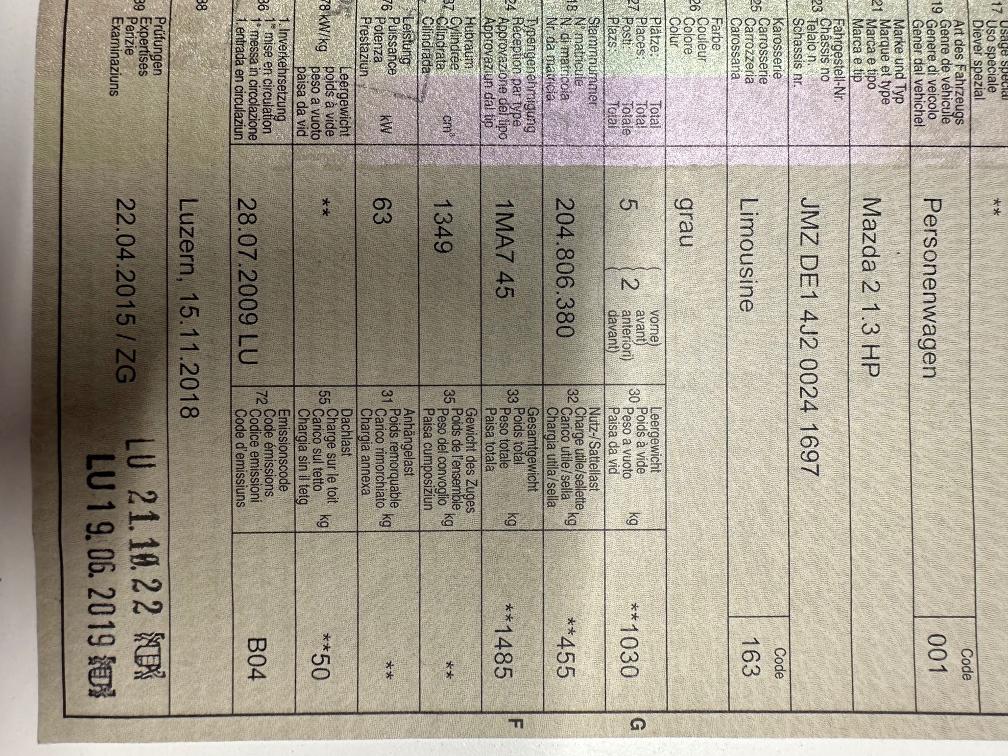 17
Uso speciale
Diever spezial
**
19
Art des Fahrzeugs
Genre de véhicule
Genere di veicolo
Gener dal vehichel
Personenwagen
Code
001
21
Marke und Typ
Marque et type
Marca e tipo
Marca e tip
Mazda 2 1.3 HP
23
Fahrgestell-Nr.
Châssis no
Telaio n.
Schassis nr.
JMZ DE1 4J2 0024 1697
25
Karosserie
Carrosserie
Carrozzeria
Carossaria
Limousine
Code
163
26
Farbe
Couleur
Colore
Colur
grau
27
Plätze: Total
Places: Total
Posti: Totale
Plazs: Total
5
(2
vorne)
avant)
anteriori)
davant)
30
Leergewicht
Poids à vide
Peso a vuoto
Paisa da vid
kg
**1030
G
18
Stammnummer
N° matricule
N. di matricola
Nr. da matricla
204.806.380
32
Nutz-/Sattellast
Charge utile/sellette
Carico utile/sella
Chargia utila/sella
kg
**455
24
Typengenehmigung
Réception par type
Approvazione del tipo
Approvaziun dal tip
1MA7 45
33
Gesamtgewicht
Poids total
Peso totale
Paisa totala
kg
**1485
F
37
Hubraum
Cylindrée
Cilindrata
Cilindrada
cm³
1349
35
Gewicht des Zuges
Poids de l'ensemble
Peso del convoglio
Paisa cumposiziun
kg
**
76
Leistung
Puissance
Potenza
Prestaziun
kW
63
31
Anhängelast
Poids remorquable
Carico rimorchiato
Chargia annexa
kg
**
78
kW/kg
Leergewicht
poids à vide
peso a vuoto
paisa da vid
**
55
Dachlast
Charge sur le toit
Carico sul tetto
Chargia sin il tetg
kg
**50
36
1. Inverkehrsetzung
1re mise en circulation
1a messa in circolazione
1. entrada en circulaziun
28.07.2009 LU
72
Emissionscode
Code émissions
Codice emissioni
Code d'emissiuns
B04
38
Luzern, 15.11.2018
39
Prüfungen
Expertises
Perizie
Examinaziuns
22.04.2015 / ZG
LU 21.10.22
LU 19.06.2019